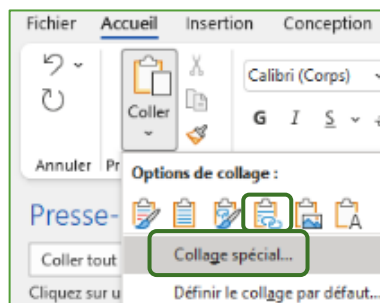 Fichier Accueil Insertion Conception
Calibri (Corps)
Coller
G I S
Annuler Pr
Options de collage :
Presse-
A
Coller tout
Collage spécial...
Cliquez sur u
Définir le collage par défaut...